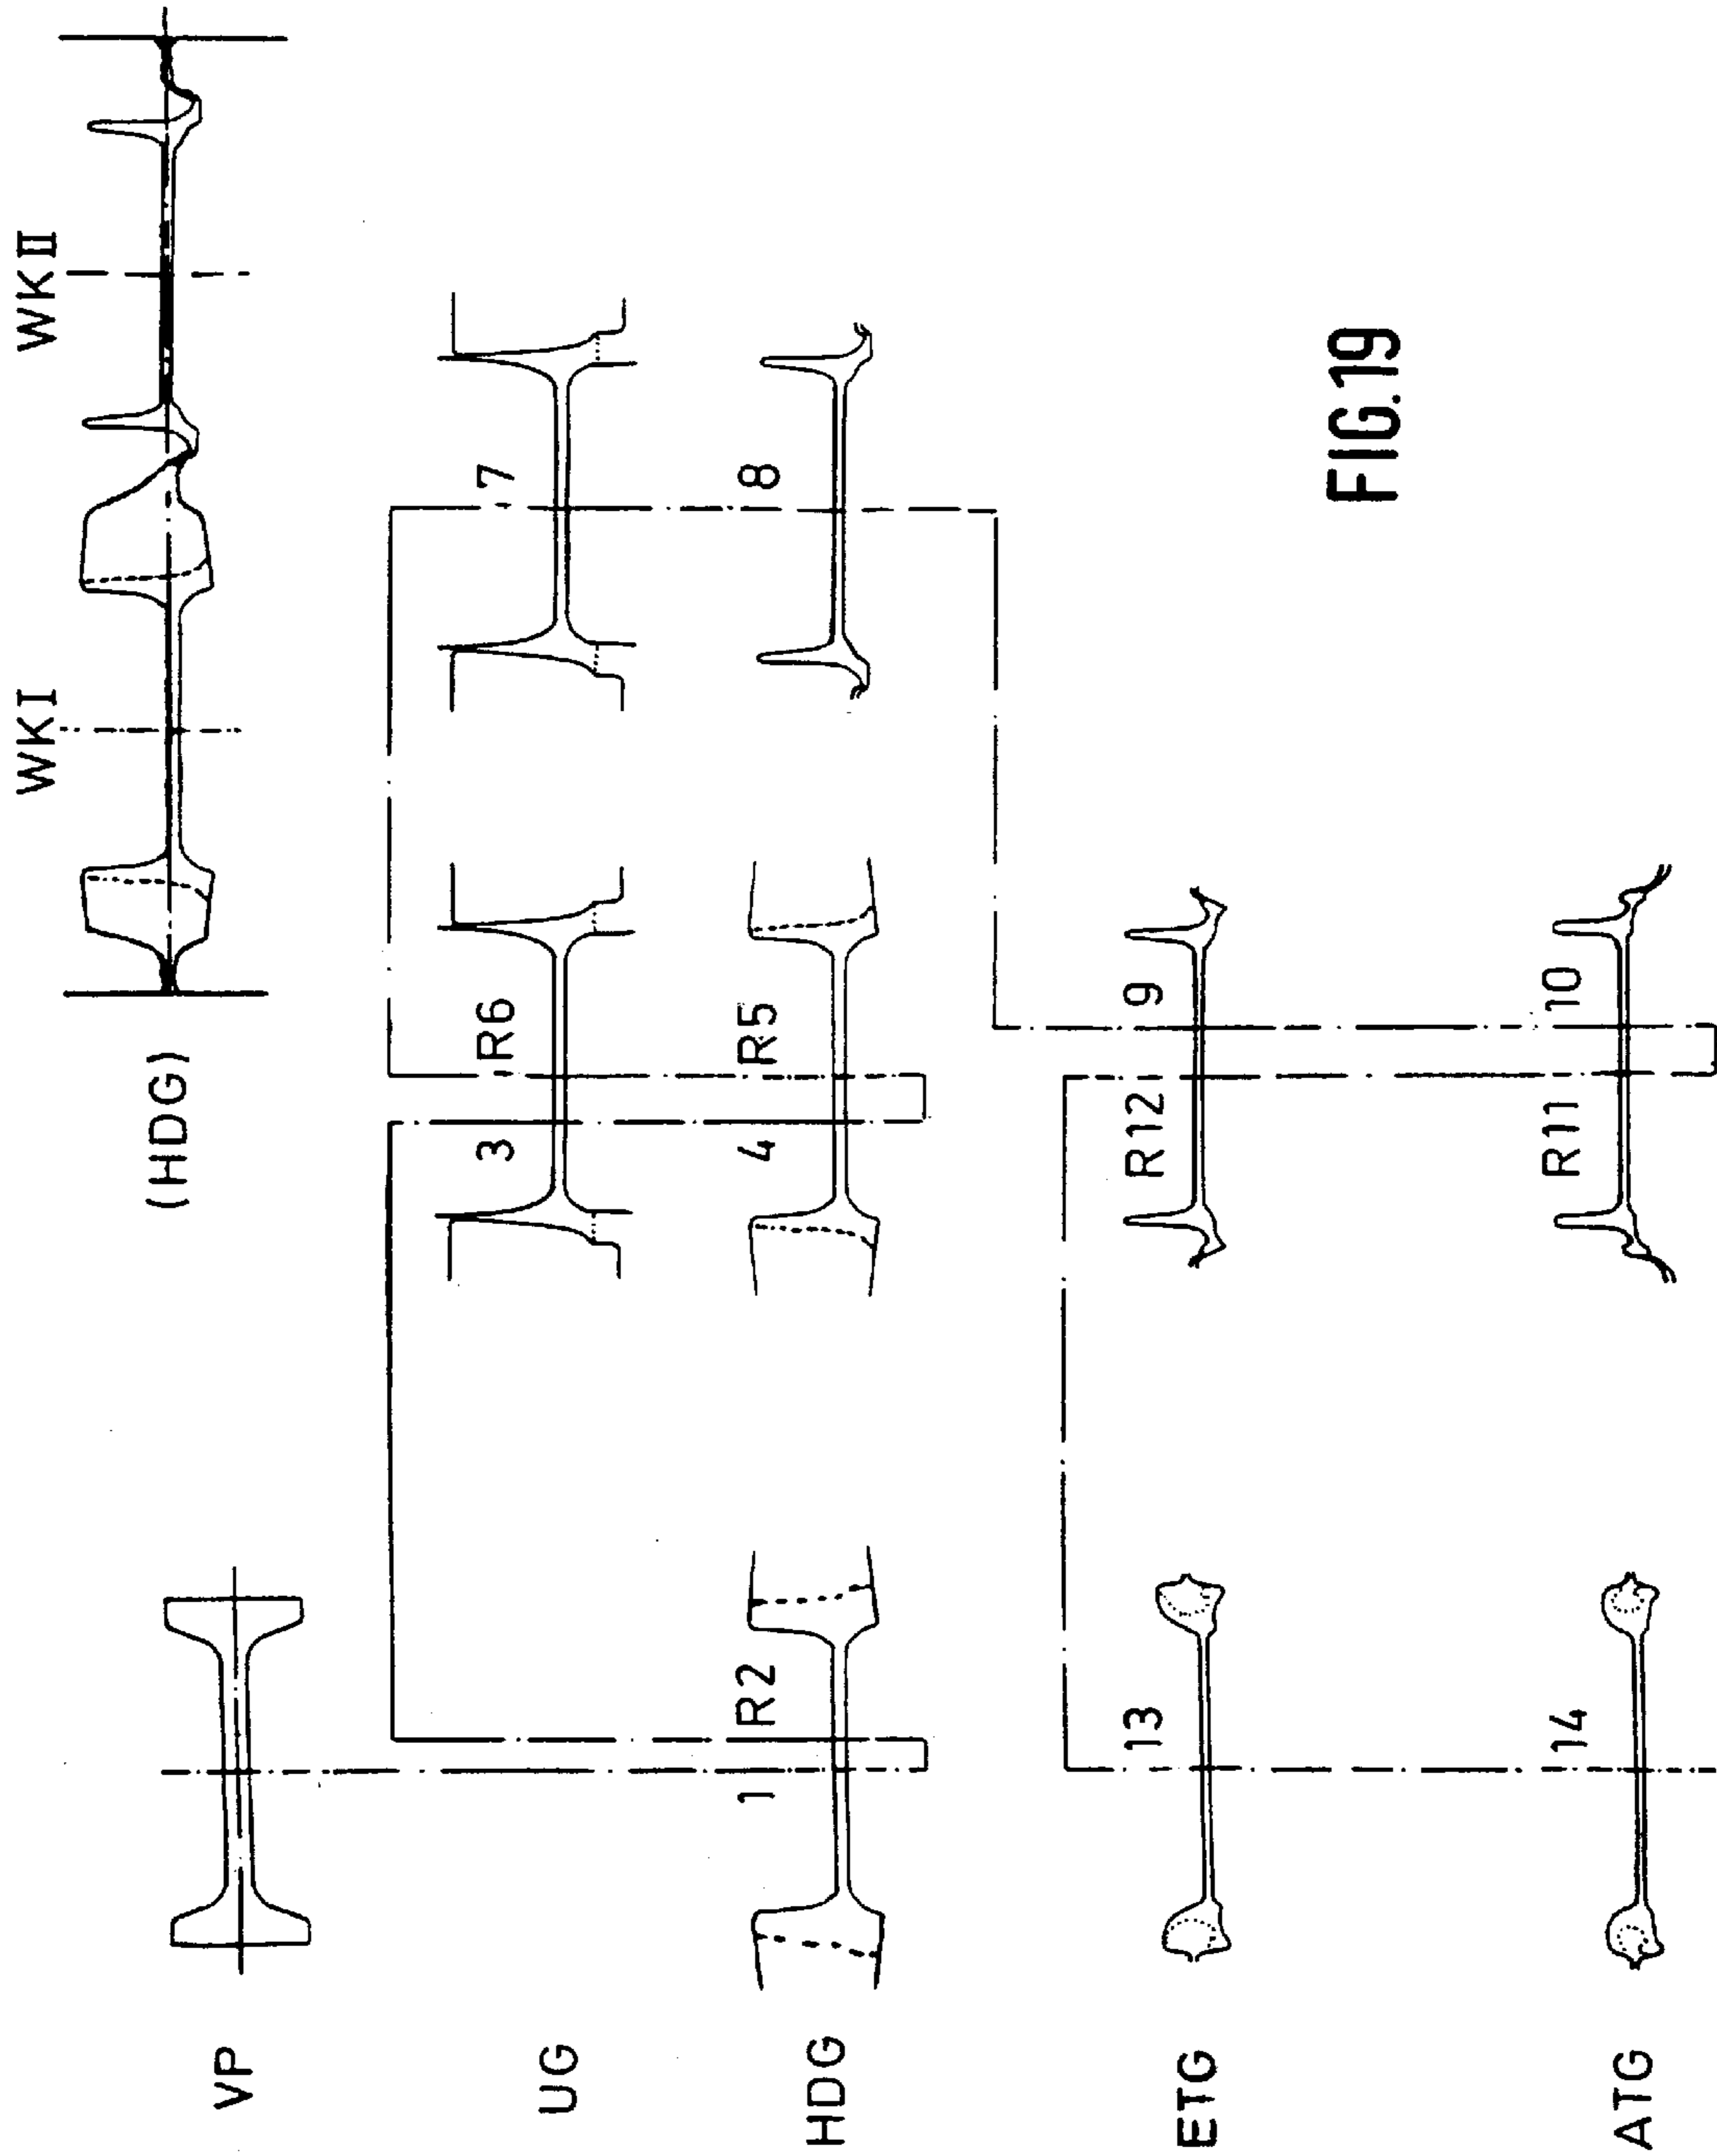 WKI WKII
(HDG)
VP
UG 3 R6 7
HDG 1 R2 4 R5 8
ETG 13 R12 9
ATG 14 R11 10
FIG.19